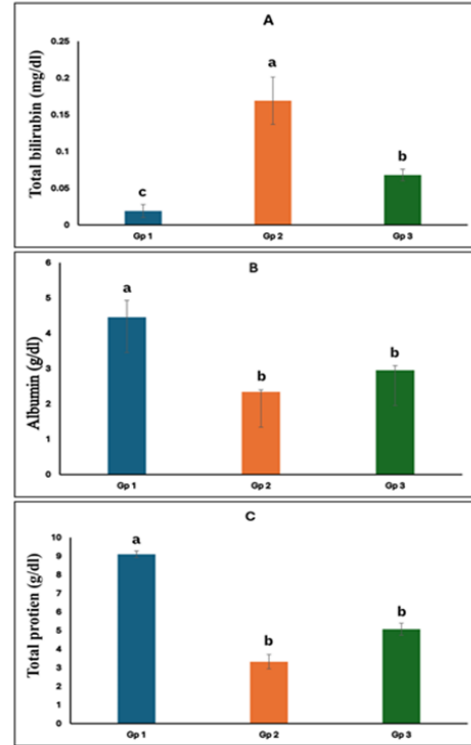 A
Total bilirubin (mg/dl)
0.25
0.2
0.15
0.1
0.05
0
c
a
b
Gp 1
Gp 2
Gp 3
B
Albumin (g/dl)
6
5
4
3
2
1
0
a
b
b
Gp 1
Gp 2
Gp 3
C
Total protien (g/dl)
10
9
8
7
6
5
4
3
2
1
0
a
b
b
Gp 1
Gp 2
Gp 3